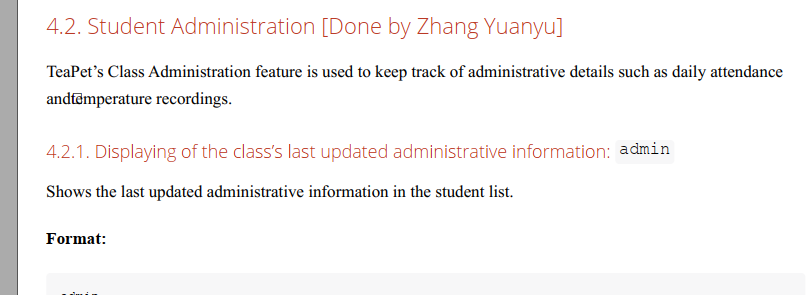 4.2. Student Administration [Done by Zhang Yuanyu]
TeaPet's Class Administration feature is used to keep track of administrative details such as daily attendance
and temperature recordings.
4.2.1. Displaying of the class's last updated administrative information: admin
Shows the last updated administrative information in the student list.
Format: